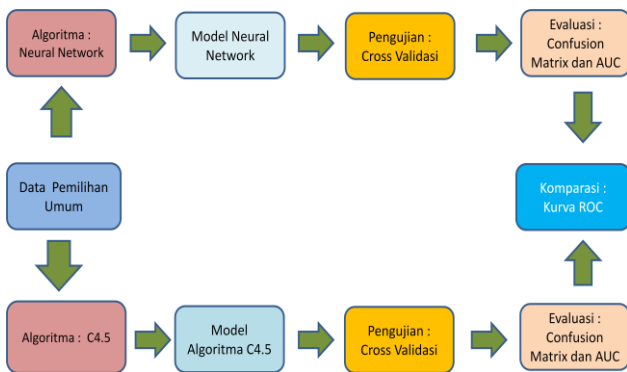 Algoritma :
Neural Network
Model Neural
Network
Pengujian :
Cross Validasi
Evaluasi :
Confusion
Matrix dan AUC
Data Pemilihan
Umum
Komparasi :
Kurva ROC
Algoritma : C4.5
Model
Algoritma C4.5
Pengujian :
Cross Validasi
Evaluasi :
Confusion
Matrix dan AUC